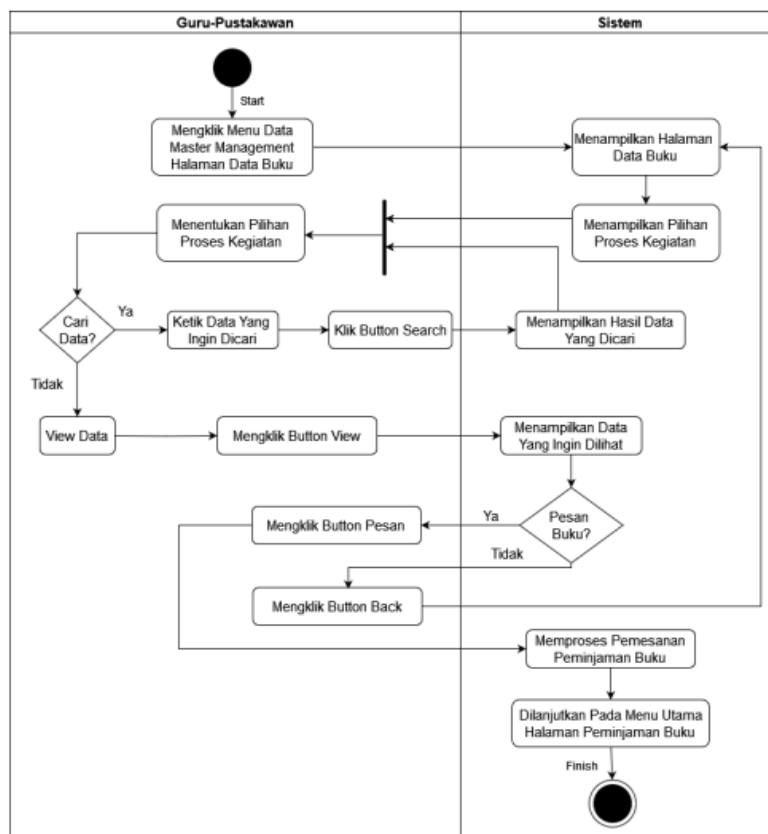 Guru-Pustakawan
Sistem
Start
Mengklik Menu Data
Master Management
Halaman Data Buku
Menampilkan Halaman
Data Buku
Menentukan Pilihan
Proses Kegiatan
Menampilkan Pilihan
Proses Kegiatan
Cari
Data?
Ya
Ketik Data Yang
Ingin Dicari
Klik Button Search
Menampilkan Hasil Data
Yang Dicari
Tidak
View Data
Mengklik Button View
Menampilkan Data
Yang Ingin Dilihat
Mengklik Button Pesan
Ya
Pesan
Buku?
Tidak
Mengklik Button Back
Memproses Pemesanan
Peminjaman Buku
Dilanjutkan Pada Menu Utama
Halaman Peminjaman Buku
Finish